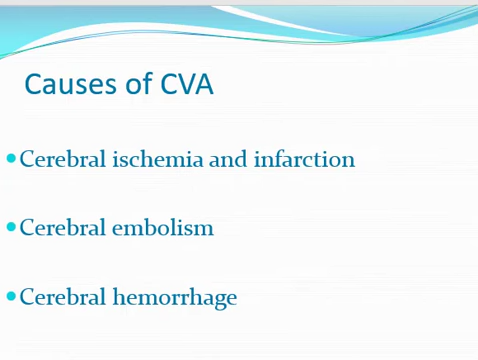 Causes of CVA
•Cerebral ischemia and infarction
•Cerebral embolism
•Cerebral hemorrhage